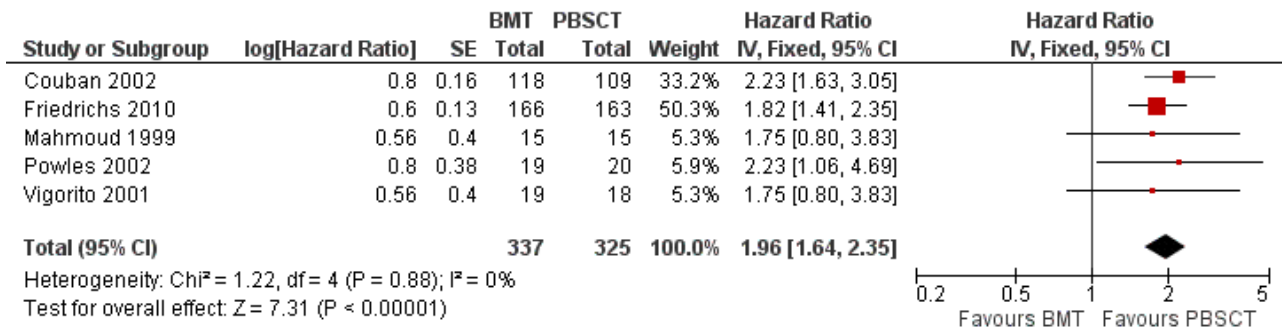 BMT PBSCT Hazard Ratio Hazard Ratio
Study or Subgroup log[Hazard Ratio] SE Total Total Weight IV, Fixed, 95% CI IV, Fixed, 95% CI
Couban 2002 0.8 0.16 118 109 33.2% 2.23 [1.63, 3.05]
Friedrichs 2010 0.6 0.13 166 163 50.3% 1.82 [1.41, 2.35]
Mahmoud 1999 0.56 0.4 15 15 5.3% 1.75 [0.80, 3.83]
Powles 2002 0.8 0.38 19 20 5.9% 2.23 [1.06, 4.69]
Vigorito 2001 0.56 0.4 19 18 5.3% 1.75 [0.80, 3.83]
Total (95% CI) 337 325 100.0% 1.96 [1.64, 2.35]
Heterogeneity: Chi² = 1.22, df = 4 (P = 0.88); I² = 0%
Test for overall effect: Z = 7.31 (P < 0.00001)
0.2 0.5 1 2 5
Favours BMT Favours PBSCT